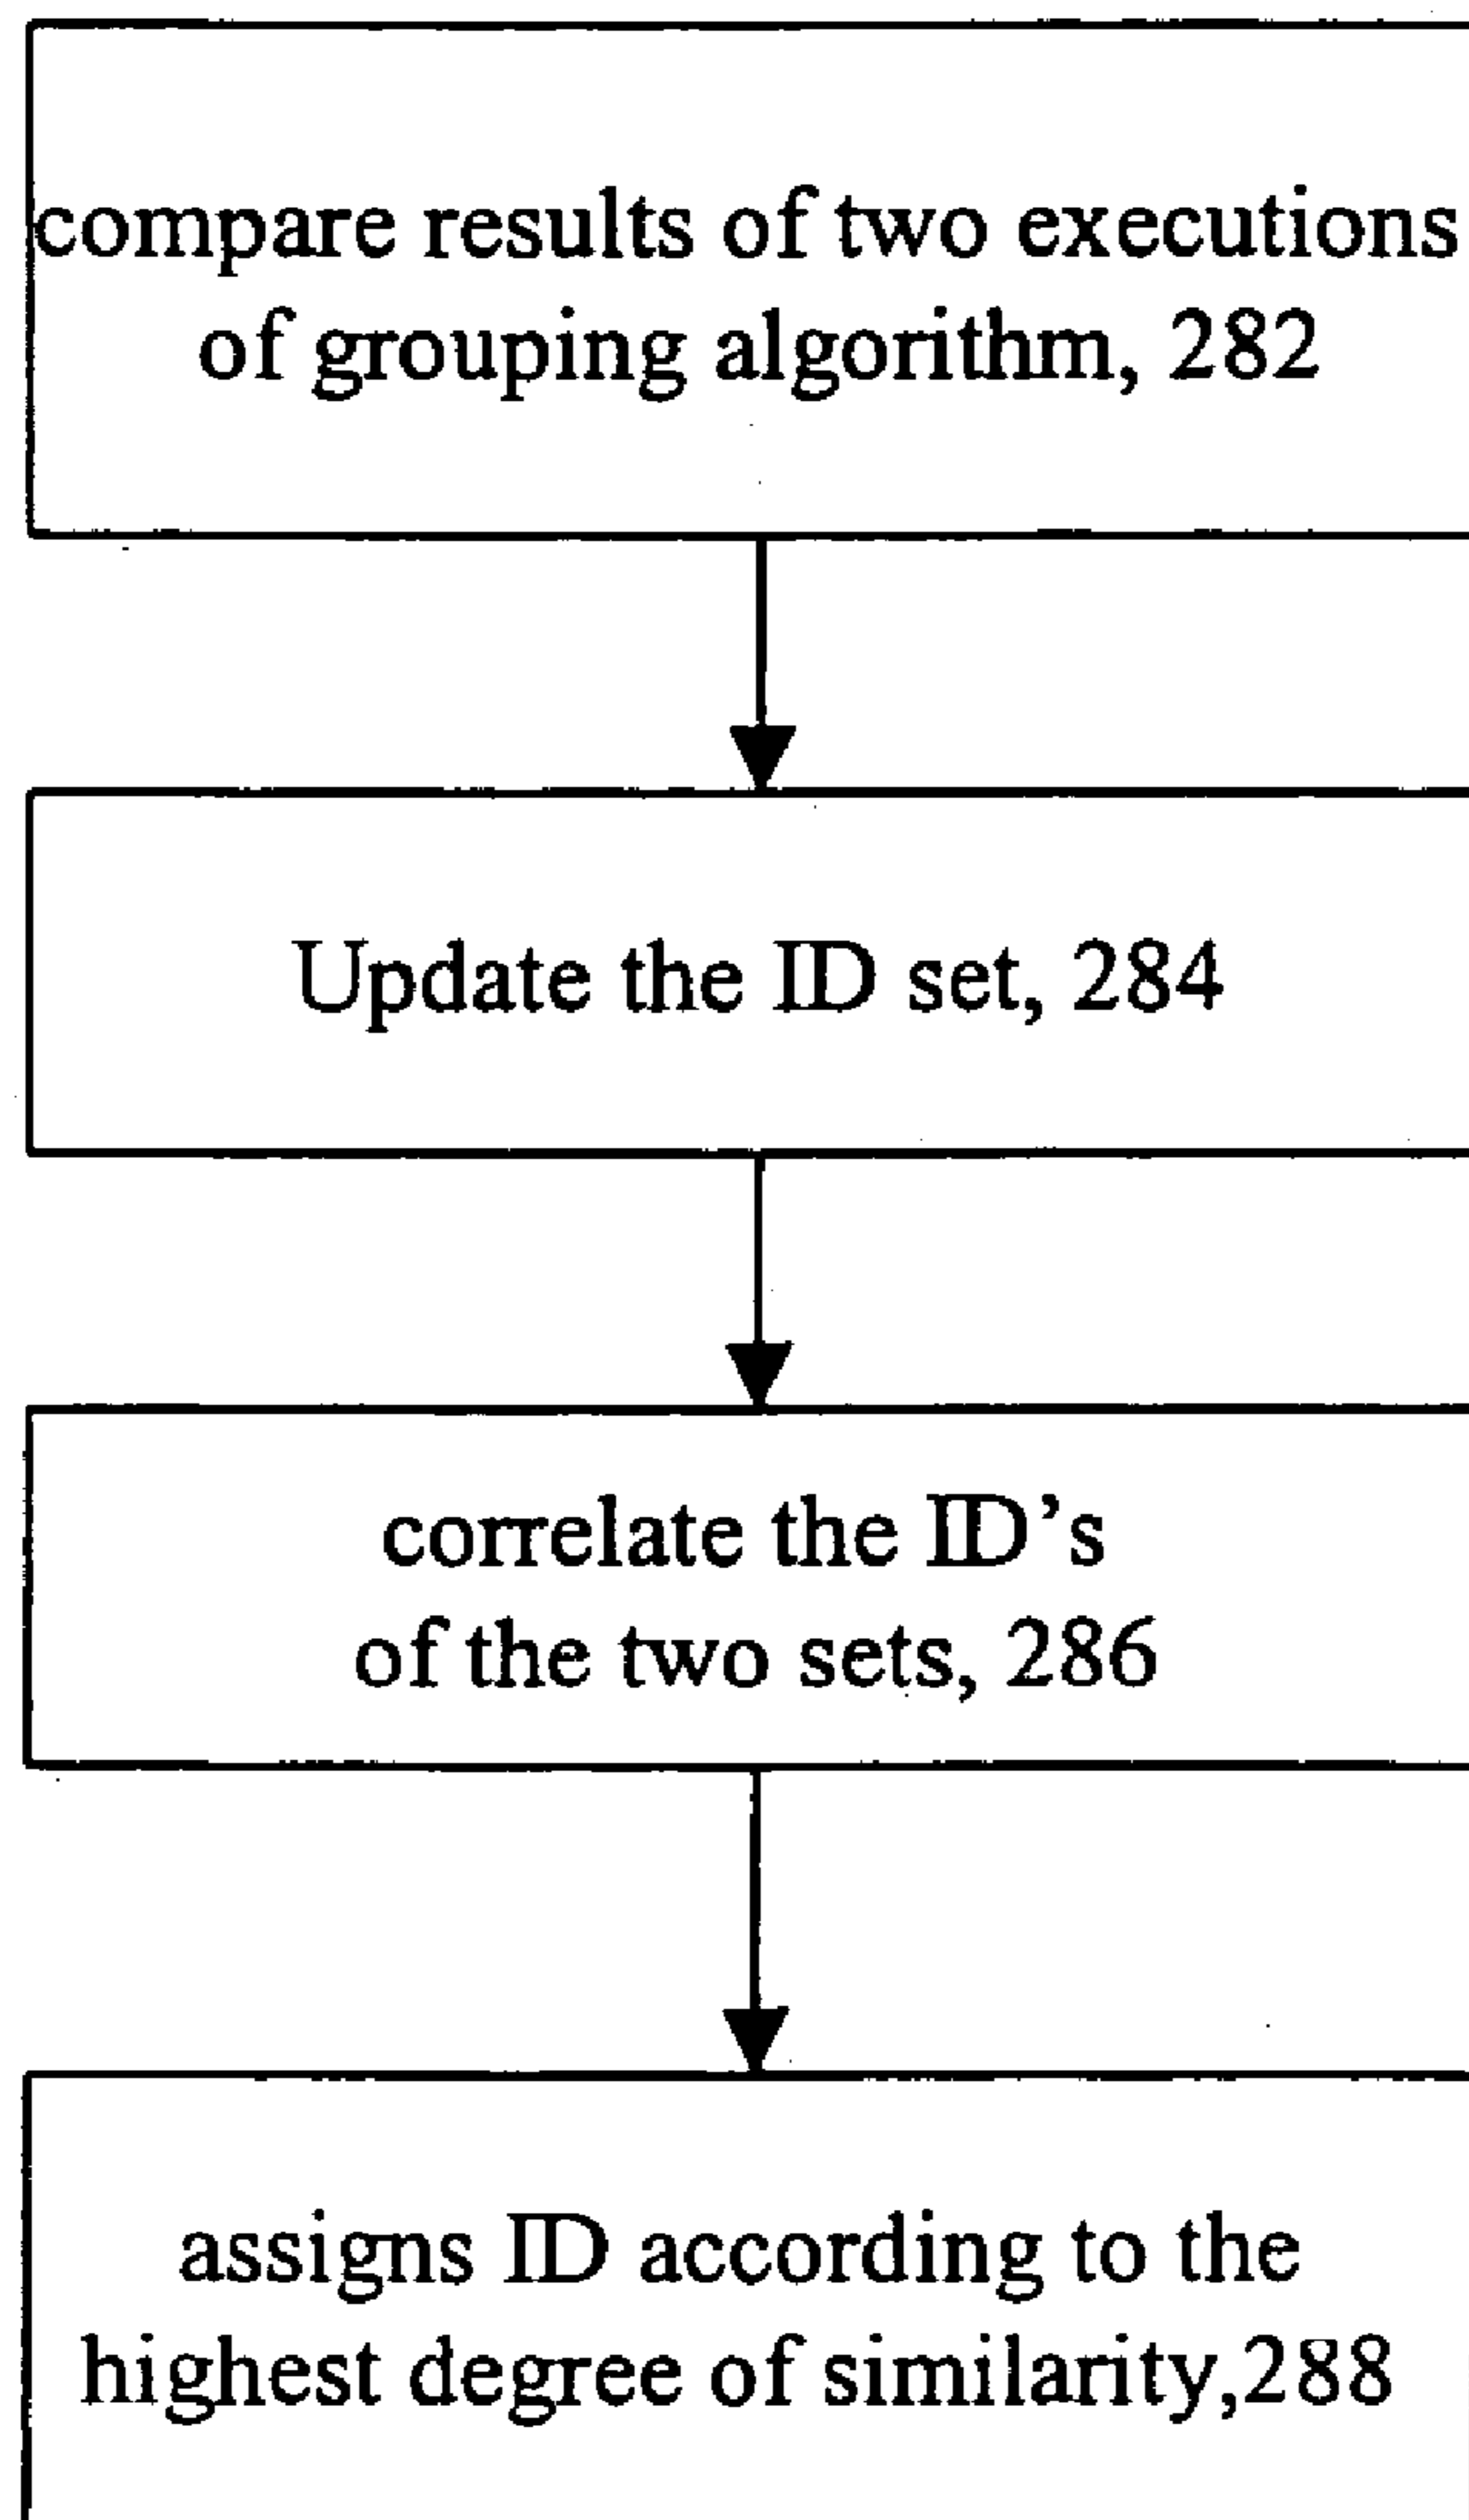 compare results of two executions
of grouping algorithm, 282
Update the ID set, 284
correlate the ID's
of the two sets, 286
assigns ID according to the
highest degree of similarity,288